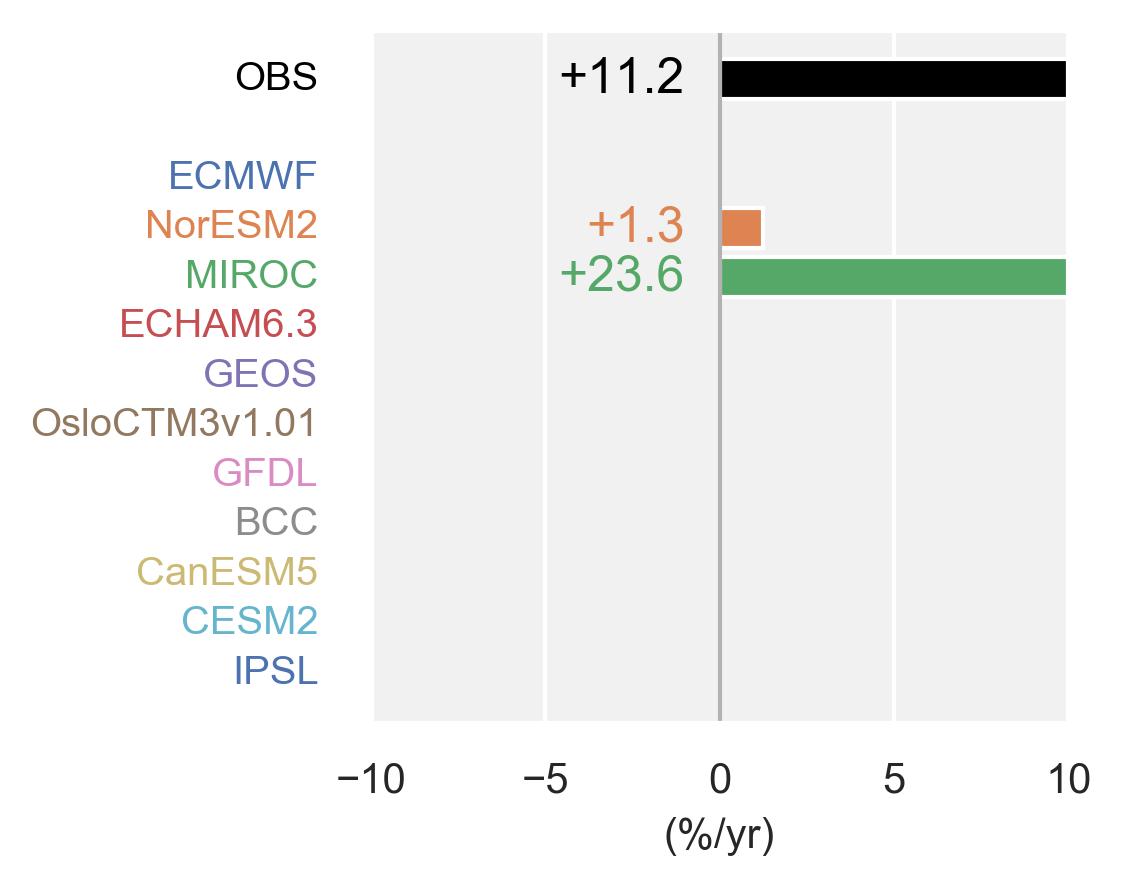 OBS +11.2
ECMWF
NorESM2 +1.3
MIROC +23.6
ECHAM6.3
GEOS
OsloCTM3v1.01
GFDL
BCC
CanESM5
CESM2
IPSL
−10 −5 0 5 10
(%/yr)